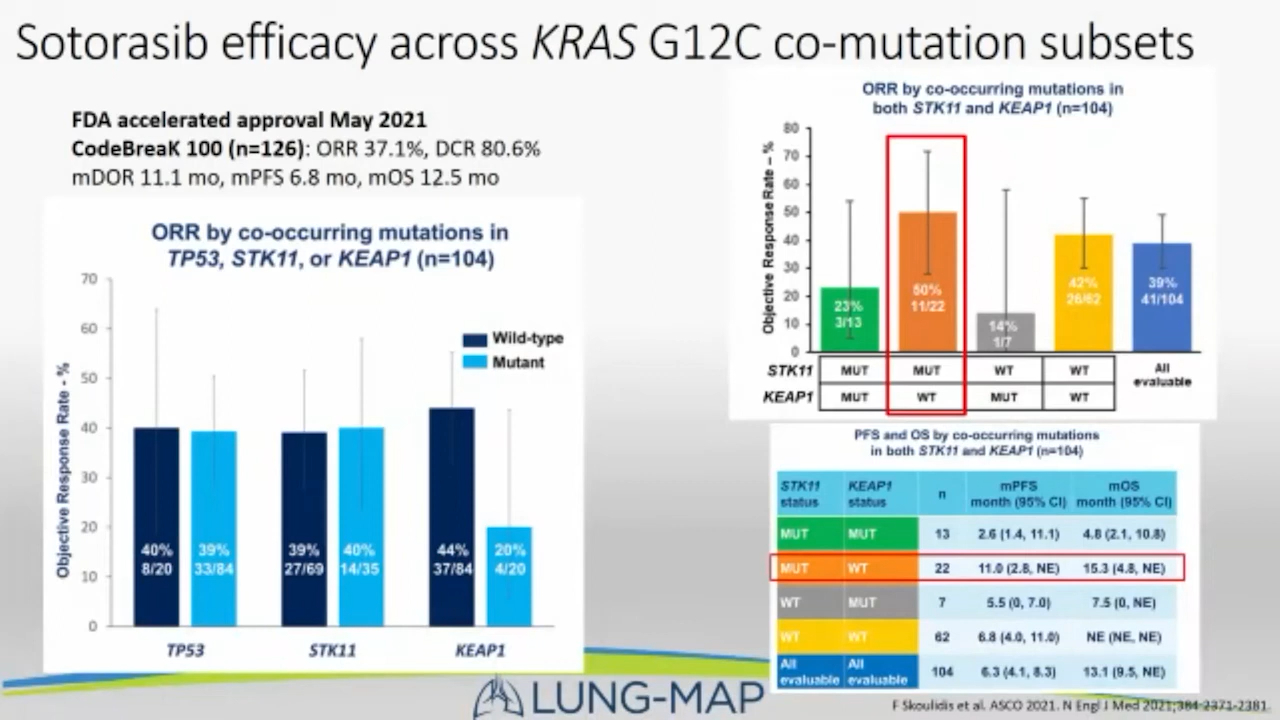 Sotorasib efficacy across KRAS G12C co-mutation subsets
FDA accelerated approval May 2021
CodeBreaK 100 (n=126): ORR 37.1%, DCR 80.6%
mDOR 11.1 mo, mPFS 6.8 mo, mOS 12.5 mo
ORR by co-occurring mutations in
TP53, STK11, or KEAP1 (n=104)
Objective Response Rate - %
70
60
50
40
30
20
10
0
Wild-type
Mutant
40%
8/20
39%
33/84
39%
27/69
40%
14/35
44%
37/84
20%
4/20
TP53
STK11
KEAP1
ORR by co-occurring mutations in
both STK11 and KEAP1 (n=104)
Objective Response Rate – %
80
70
60
50
40
30
20
10
0
23%
3/13
50%
11/22
14%
1/7
42%
26/62
39%
41/104
STK11 MUT MUT WT WT All evaluable
KEAP1 MUT WT MUT WT
PFS and OS by co-occurring mutations
in both STK11 and KEAP1 (n=104)
STK11 status KEAP1 status n mPFS month (95% CI) mOS month (95% CI)
MUT MUT 13 2.6 (1.4, 11.1) 4.8 (2.1, 10.8)
MUT WT 22 11.0 (2.8, NE) 15.3 (4.8, NE)
WT MUT 7 5.5 (0, 7.0) 7.5 (0, NE)
WT WT 62 6.8 (4.0, 11.0) NE (NE, NE)
All evaluable All evaluable 104 6.3 (4.1, 8.3) 13.1 (9.5, NE)
LUNG-MAP
F Skoulidis et al. ASCO 2021. N Engl J Med 2021;384:2371-2381